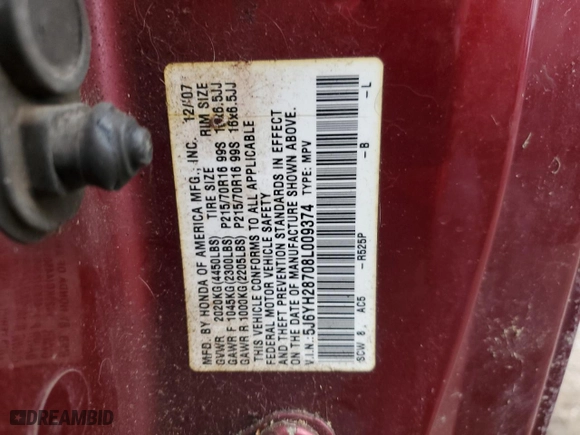 MFD. BY HONDA OF AMERICA MFG., INC. 12/07
GVWR 2020KG(4450LBS) TIRE SIZE RIM SIZE
GAWR F 1045KG(2300LBS) P215/70R16 99S 16x6.5JJ
GAWR R 1000KG(2205LBS) P215/70R16 99S 16x6.5JJ
THIS VEHICLE CONFORMS TO ALL APPLICABLE
FEDERAL MOTOR VEHICLE SAFETY
AND THEFT PREVENTION STANDARDS IN EFFECT
ON THE DATE OF MANUFACTURE SHOWN ABOVE.
V.I.N: 5J6YH28708L009374 TYPE: MPV
SCW 8 AC5 -R525P -B -L
DREAMBID